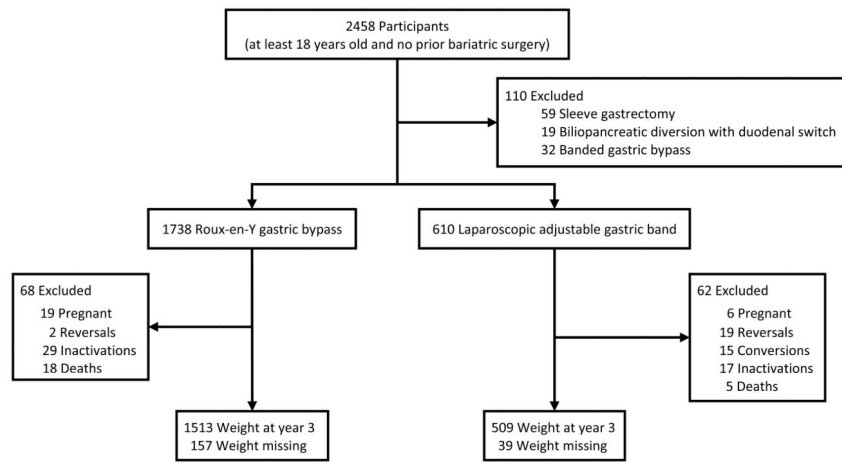 2458 Participants
(at least 18 years old and no prior bariatric surgery)
110 Excluded
59 Sleeve gastrectomy
19 Biliopancreatic diversion with duodenal switch
32 Banded gastric bypass
1738 Roux-en-Y gastric bypass
610 Laparoscopic adjustable gastric band
68 Excluded
19 Pregnant
2 Reversals
29 Inactivations
18 Deaths
62 Excluded
6 Pregnant
19 Reversals
15 Conversions
17 Inactivations
5 Deaths
1513 Weight at year 3
157 Weight missing
509 Weight at year 3
39 Weight missing